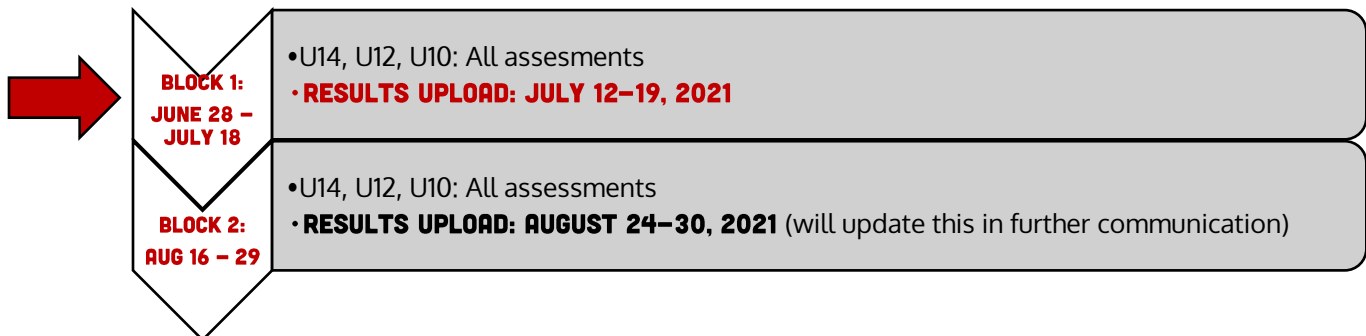 BLOCK 1:
JUNE 28 –
JULY 18
•U14, U12, U10: All assesments
•RESULTS UPLOAD: JULY 12–19, 2021
BLOCK 2:
AUG 16 – 29
•U14, U12, U10: All assessments
•RESULTS UPLOAD: AUGUST 24–30, 2021 (will update this in further communication)